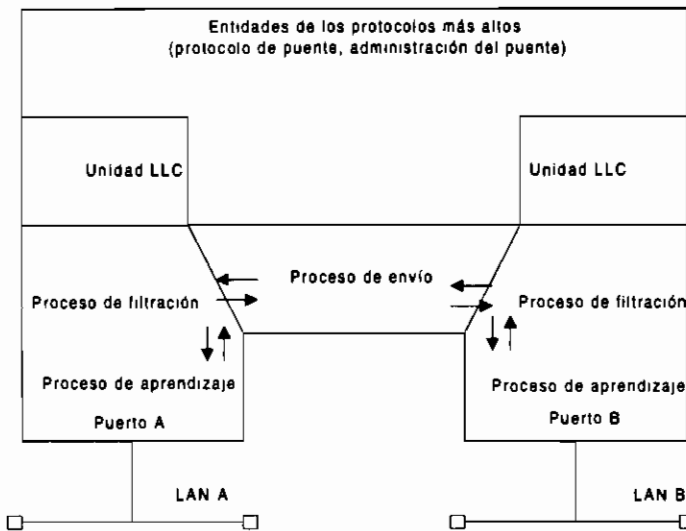 Entidades de los protocolos más altos
(protocolo de puente, administración del puente)
Unidad LLC
Unidad LLC
Proceso de envío
Proceso de filtración
Proceso de filtración
Proceso de aprendizaje
Proceso de aprendizaje
Puerto A
Puerto B
LAN A
LAN B